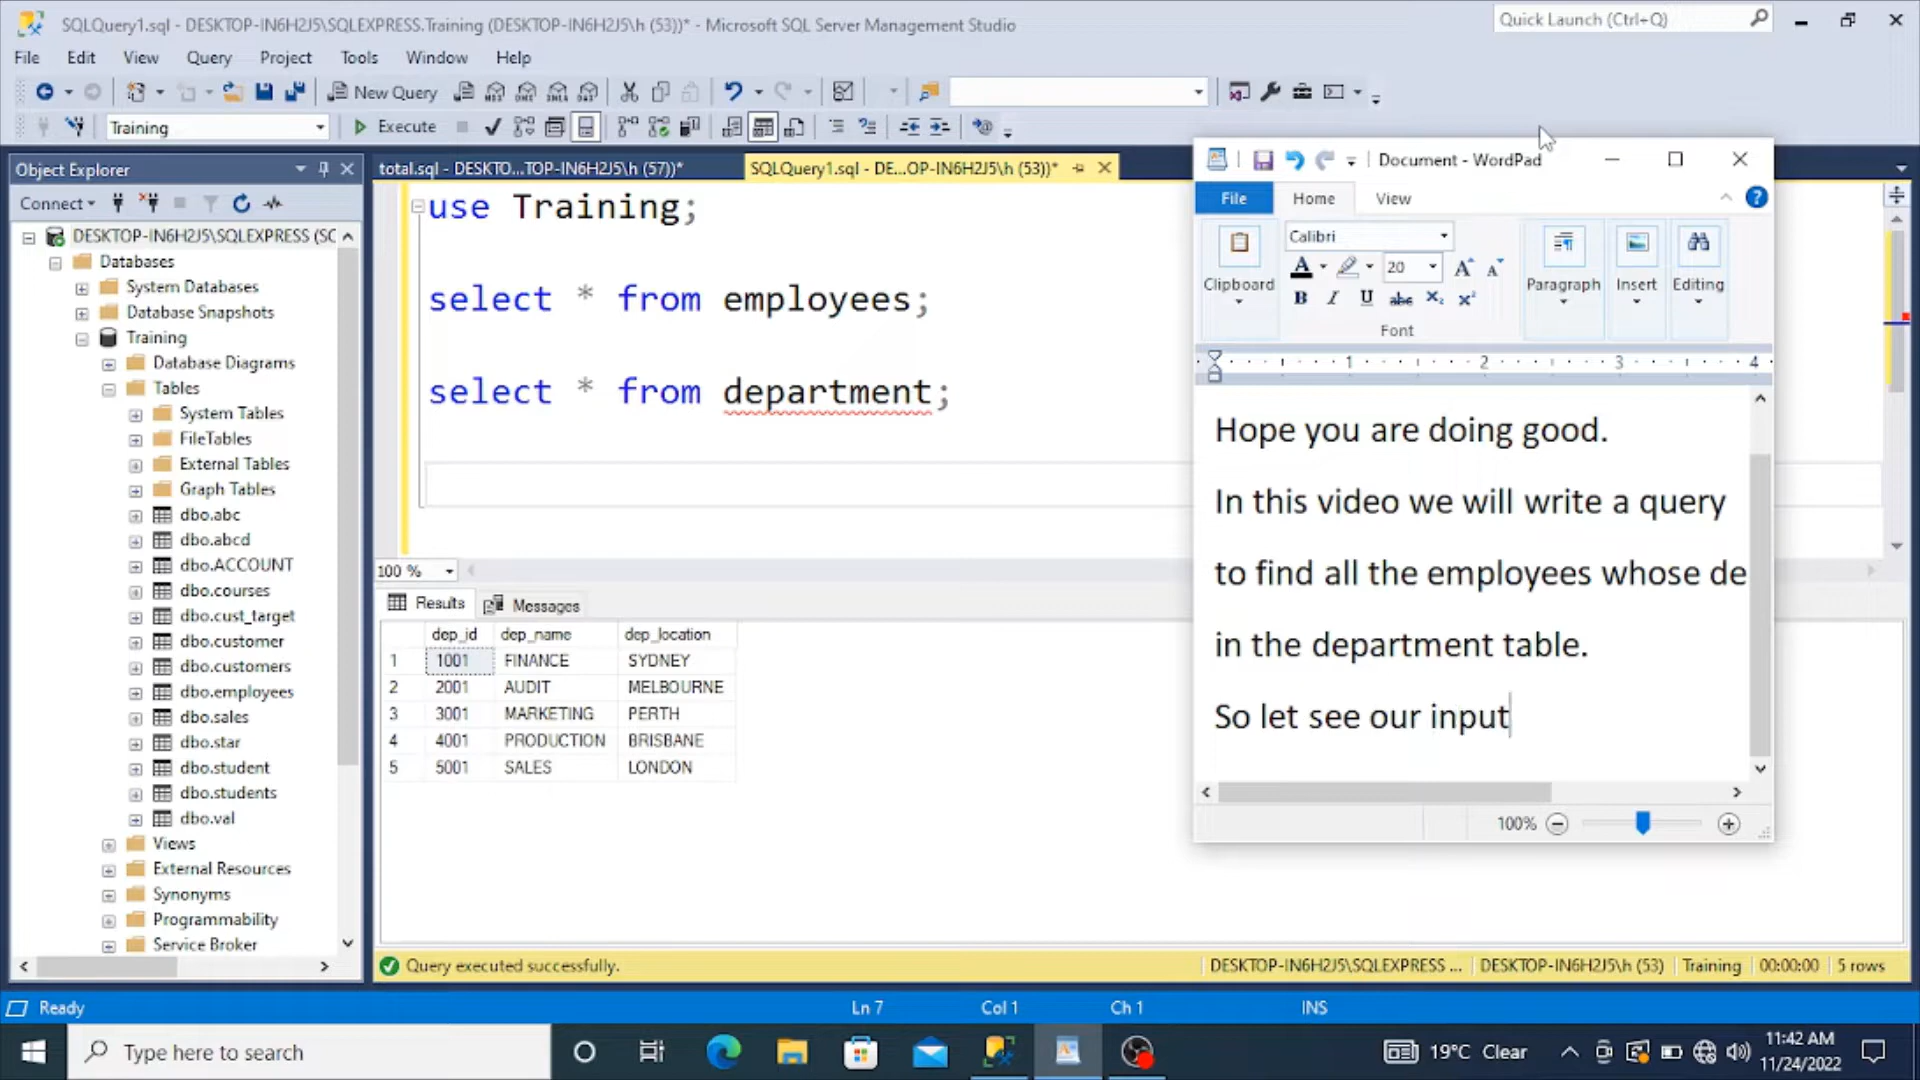 SQLQuery1.sql - DESKTOP-IN6H2J5\SQLEXPRESS.Training (DESKTOP-IN6H2J5\h (53))* - Microsoft SQL Server Management Studio
Quick Launch (Ctrl+Q)
File Edit View Query Project Tools Window Help
New Query
Training
Execute
Object Explorer
Connect
DESKTOP-IN6H2J5\SQLEXPRESS (SC
Databases
System Databases
Database Snapshots
Training
Database Diagrams
Tables
System Tables
FileTables
External Tables
Graph Tables
dbo.abc
dbo.abcd
dbo.ACCOUNT
dbo.courses
dbo.cust_target
dbo.customer
dbo.customers
dbo.employees
dbo.sales
dbo.star
dbo.student
dbo.students
dbo.val
Views
External Resources
Synonyms
Programmability
Service Broker
total.sql - DESKTO...TOP-IN6H2J5\h (57))*
SQLQuery1.sql - DE...OP-IN6H2J5\h (53))*
use Training;
select * from employees;
select * from department;
100 %
Results Messages
dep_id dep_name dep_location
1 1001 FINANCE SYDNEY
2 2001 AUDIT MELBOURNE
3 3001 MARKETING PERTH
4 4001 PRODUCTION BRISBANE
5 5001 SALES LONDON
Document - WordPad
File Home View
Calibri
20
Clipboard
Paragraph
Insert
Editing
Font
1 2 3 4
Hope you are doing good.
In this video we will write a query
to find all the employees whose de
in the department table.
So let see our input
100%
Query executed successfully.
DESKTOP-IN6H2J5\SQLEXPRESS ... DESKTOP-IN6H2J5\h (53) Training 00:00:00 5 rows
Ready
Ln 7 Col 1 Ch 1 INS
Type here to search
19°C Clear
11:42 AM
11/24/2022